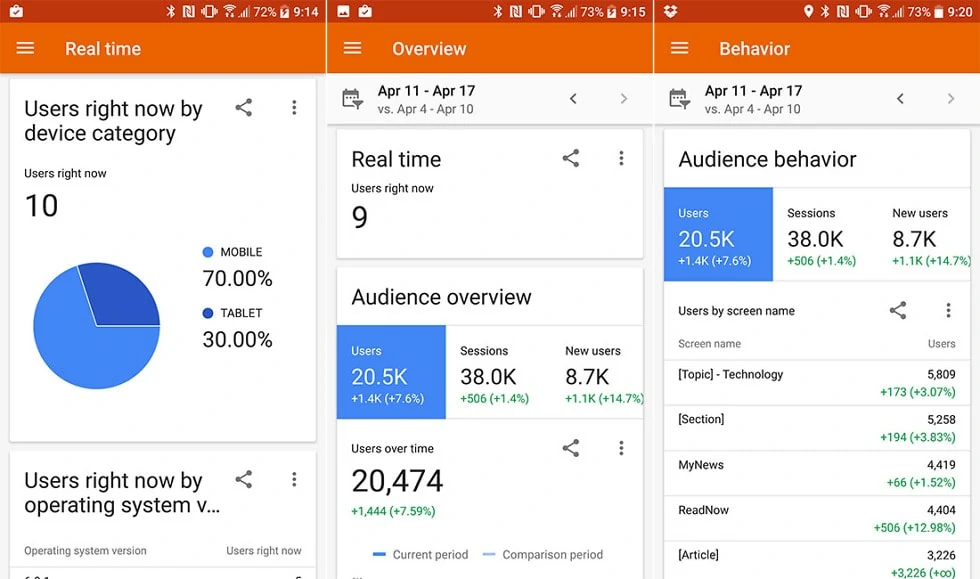 72% 9:14
Real time
Users right now by
device category
Users right now
10
MOBILE
70.00%
TABLET
30.00%
Users right now by
operating system v...
Operating system version Users right now
73% 9:15
Overview
Apr 11 - Apr 17
vs. Apr 4 - Apr 10
Real time
Users right now
9
Audience overview
Users Sessions New users
20.5K 38.0K 8.7K
+1.4K (+7.6%) +506 (+1.4%) +1.1K (+14.7%)
Users over time
20,474
+1,444 (+7.59%)
Current period Comparison period
73% 9:20
Behavior
Apr 11 - Apr 17
vs. Apr 4 - Apr 10
Audience behavior
Users Sessions New users
20.5K 38.0K 8.7K
+1.4K (+7.6%) +506 (+1.4%) +1.1K (+14.7%)
Users by screen name
Screen name Users
[Topic] - Technology 5,809
+173 (+3.07%)
[Section] 5,258
+194 (+3.83%)
MyNews 4,419
+66 (+1.52%)
ReadNow 4,404
+506 (+12.98%)
[Article] 3,226
+3,226 (+∞)